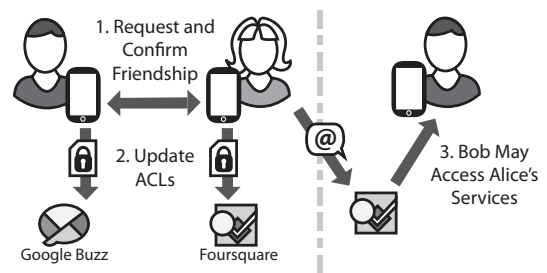 1. Request and
Confirm
Friendship
2. Update
ACLs
Google Buzz
Foursquare
@
3. Bob May
Access Alice's
Services